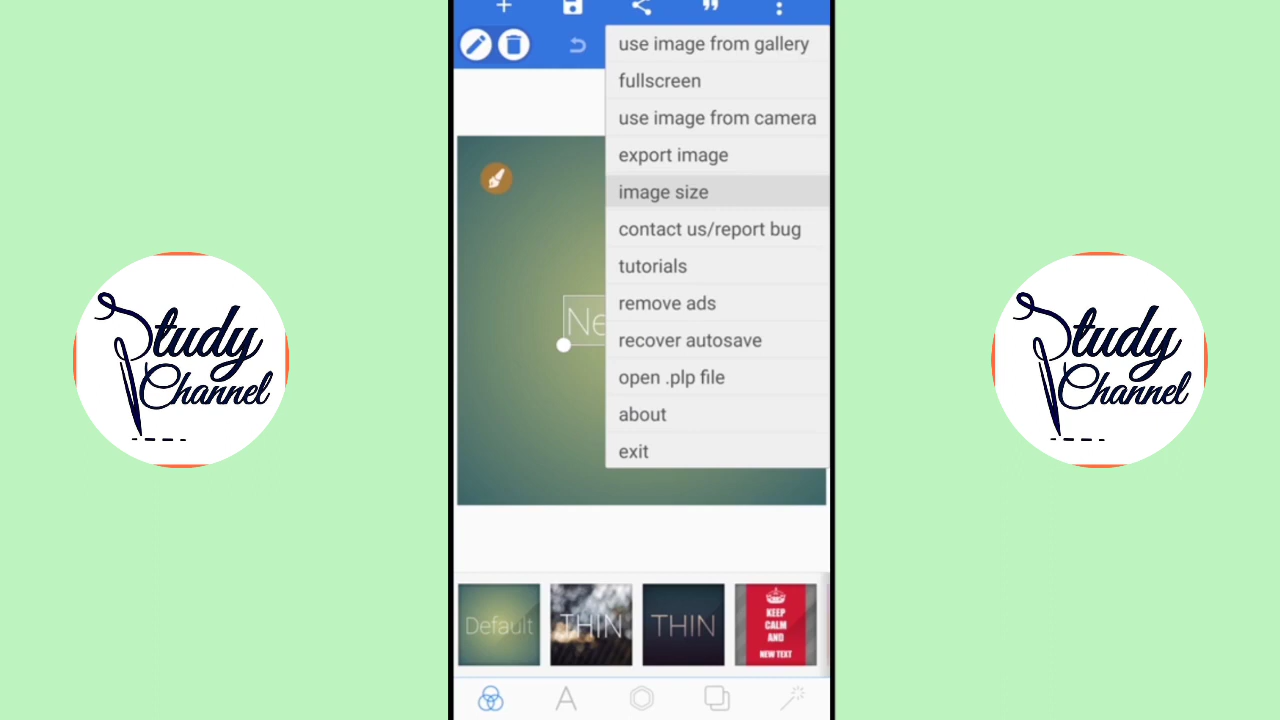 use image from gallery
fullscreen
use image from camera
export image
image size
contact us/report bug
tutorials
remove ads
recover autosave
open .plp file
about
exit
Ne
Study
Channel
Study
Channel
Default
THIN
THIN
KEEP
CALM
AND
NEW TEXT
A